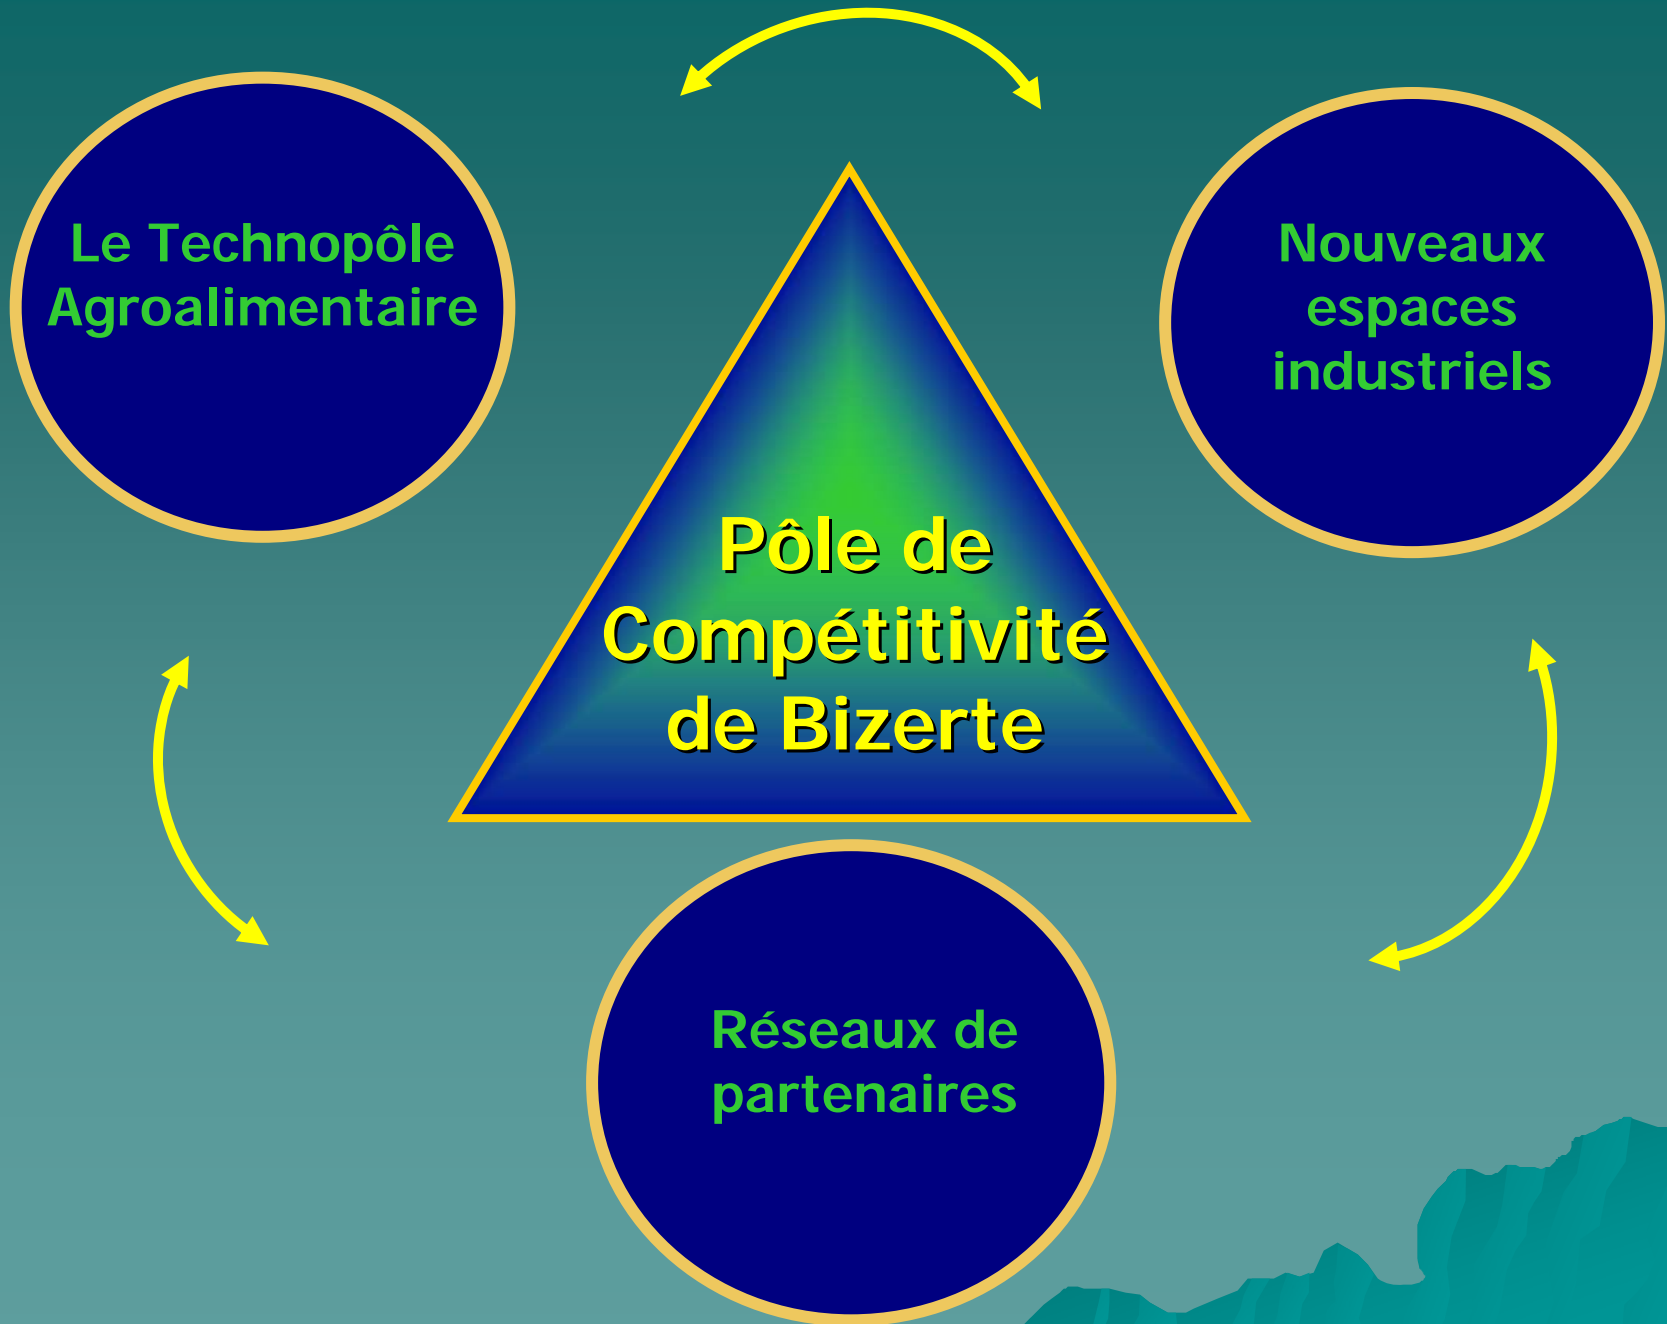 Le Technopôle
Agroalimentaire
Nouveaux
espaces
industriels
Pôle de
Compétitivité
de Bizerte
Réseaux de
partenaires